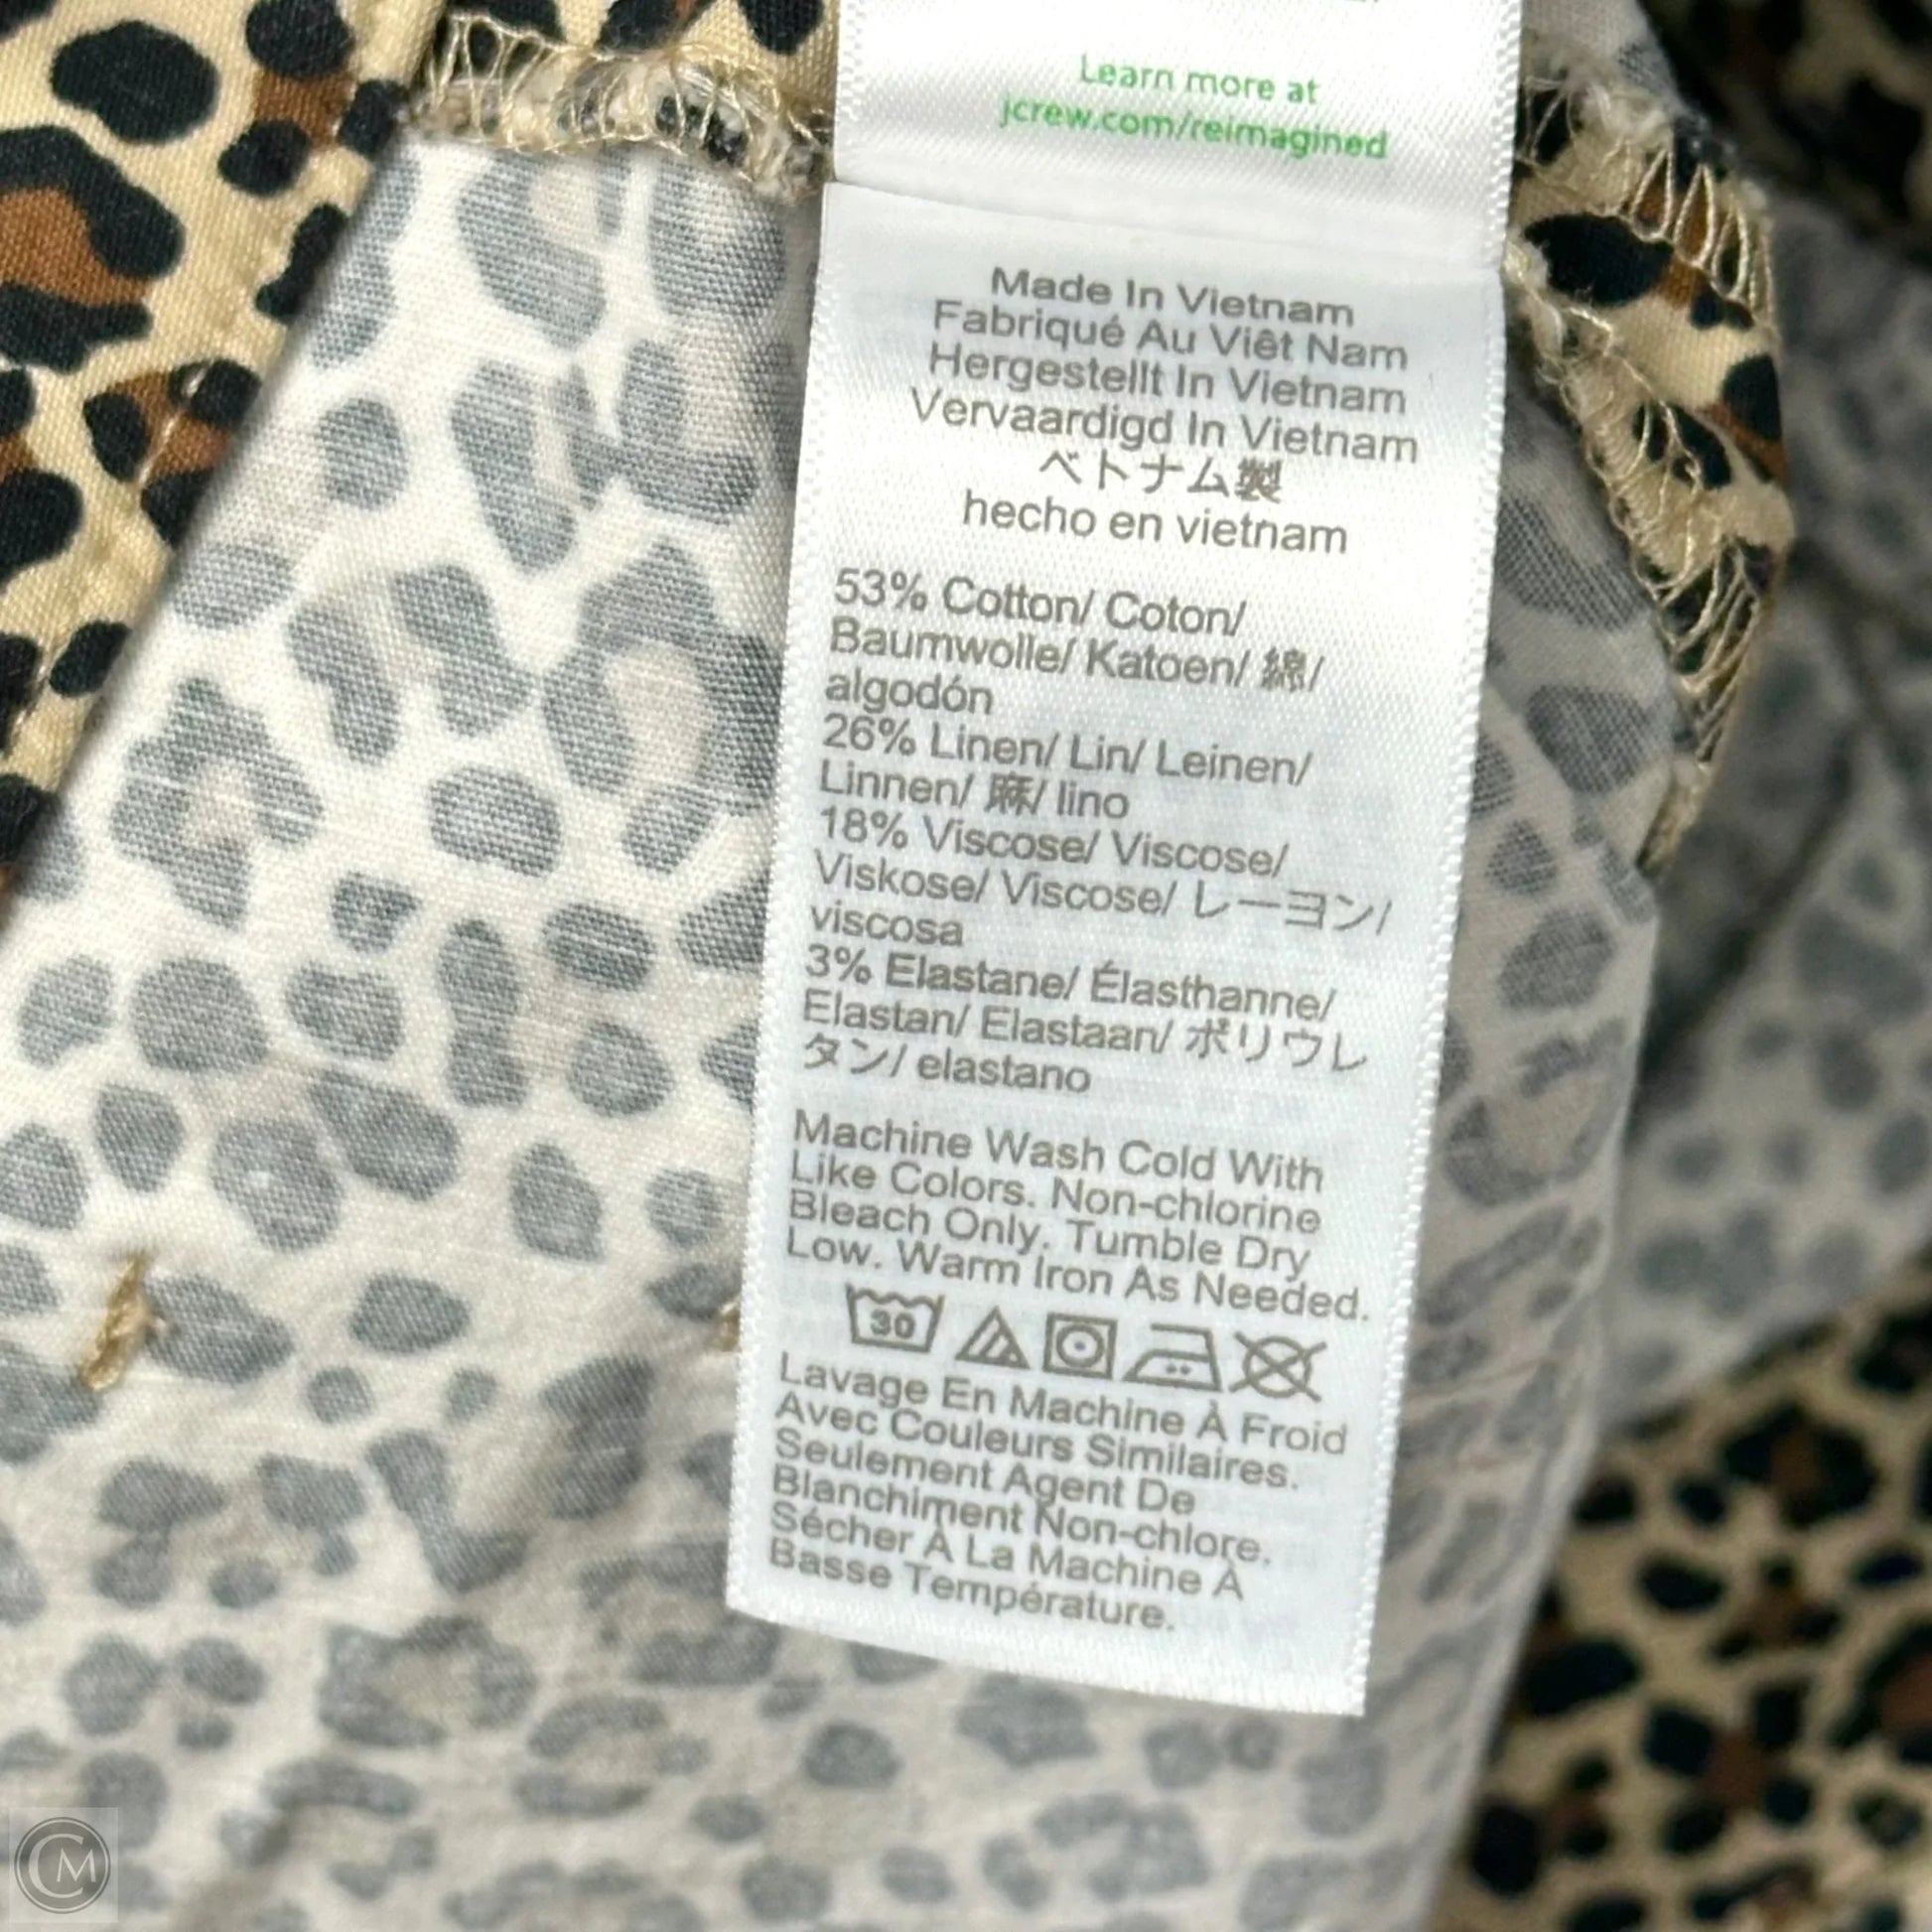 Learn more at
jcrew.com/reimagined
Made In Vietnam
Fabriqué Au Viêt Nam
Hergestellt In Vietnam
Vervaardigd In Vietnam
ベトナム製
hecho en vietnam
53% Cotton/ Coton/
Baumwolle/ Katoen/ 綿/
algodón
26% Linen/ Lin/ Leinen/
Linnen/ 麻/ lino
18% Viscose/ Viscose/
Viskose/ Viscose/ レーヨン/
viscosa
3% Elastane/ Élasthanne/
Elastan/ Elastaan/ ポリウレ
タン/ elastano
Machine Wash Cold With
Like Colors. Non-chlorine
Bleach Only. Tumble Dry
Low. Warm Iron As Needed.
30
Lavage En Machine À Froid
Avec Couleurs Similaires.
Seulement Agent De
Blanchiment Non-chlore.
Sécher À La Machine À
Basse Température.
CM